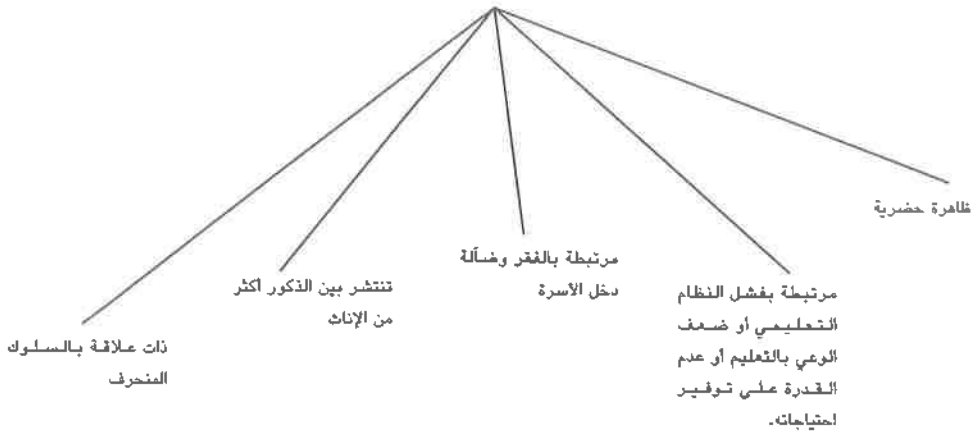 ظاهرة حضرية
مرتبطة بفشل النظام
التعليمي أو ضعف
الوعي بالتعليم أو عدم
القدرة على توفير
احتياجاته.
مرتبطة بالفقر وضآلة
دخل الأسرة
تنتشر بين الذكور أكثر
من الإناث
ذات علاقة بالسلوك
المنحرف